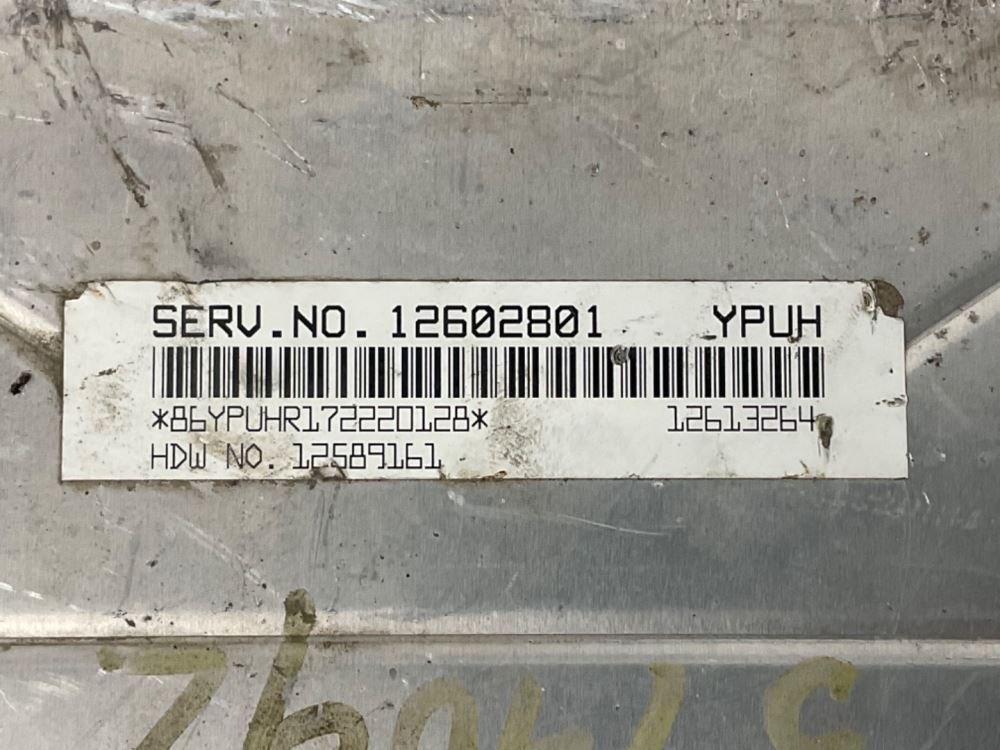 SERV.NO. 12602801 YPUH
*86YPUHR172220128* 12613264
HDW NO. 12589161